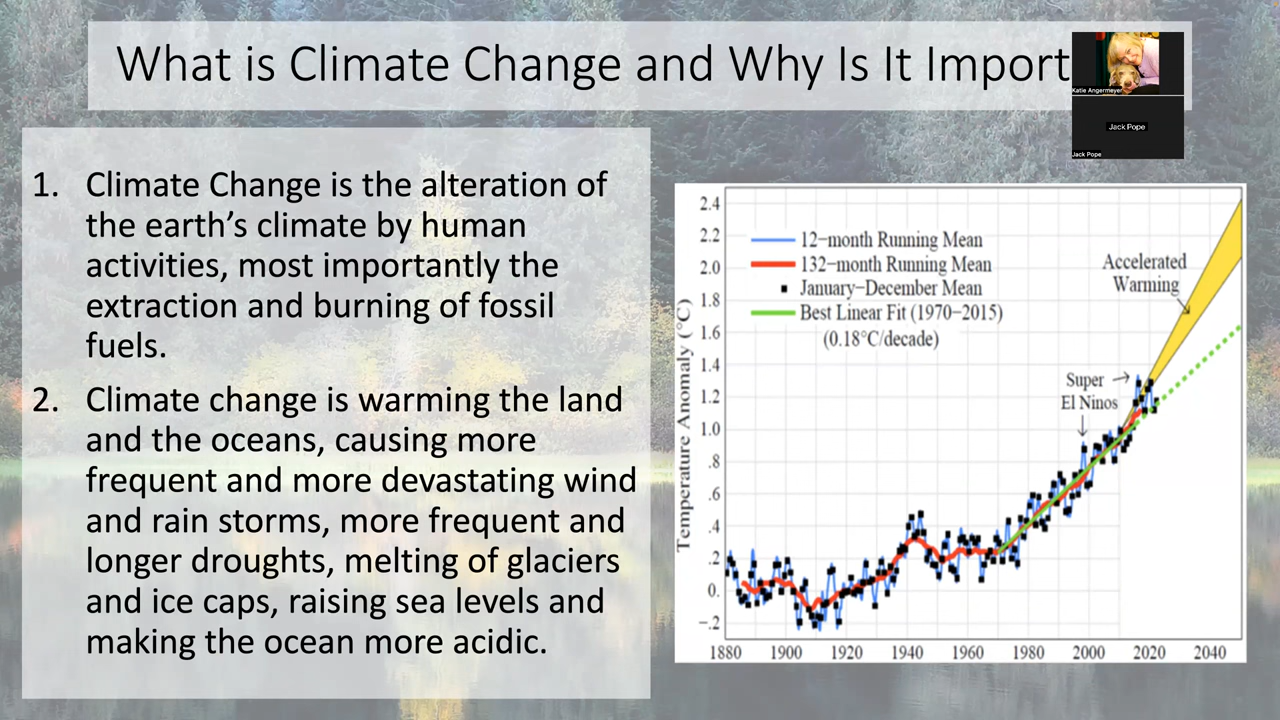 What is Climate Change and Why Is It Import
Katie Angermeyer
Jack Pope
Jack Pope
1. Climate Change is the alteration of
the earth's climate by human
activities, most importantly the
extraction and burning of fossil
fuels.
2. Climate change is warming the land
and the oceans, causing more
frequent and more devastating wind
and rain storms, more frequent and
longer droughts, melting of glaciers
and ice caps, raising sea levels and
making the ocean more acidic.
2.4
2.2
2.0
1.8
1.6
1.4
1.2
1.0
.8
.6
.4
.2
0.
−.2
Temperature Anomaly (°C)
12−month Running Mean
132−month Running Mean
January−December Mean
Best Linear Fit (1970−2015)
(0.18°C/decade)
Accelerated
Warming
Super
El Ninos
1880 1900 1920 1940 1960 1980 2000 2020 2040